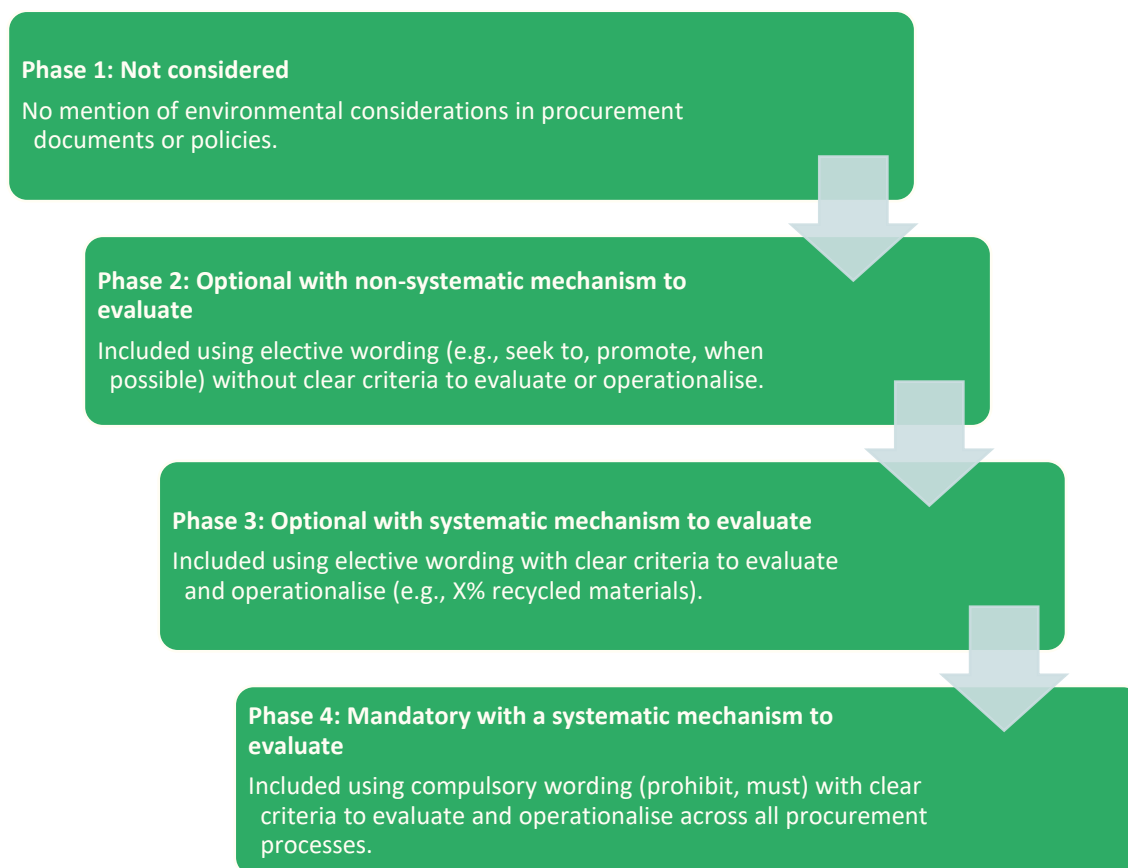 Phase 1: Not considered
No mention of environmental considerations in procurement
documents or policies.
Phase 2: Optional with non-systematic mechanism to
evaluate
Included using elective wording (e.g., seek to, promote, when
possible) without clear criteria to evaluate or operationalise.
Phase 3: Optional with systematic mechanism to evaluate
Included using elective wording with clear criteria to evaluate
and operationalise (e.g., X% recycled materials).
Phase 4: Mandatory with a systematic mechanism to
evaluate
Included using compulsory wording (prohibit, must) with clear
criteria to evaluate and operationalise across all procurement
processes.